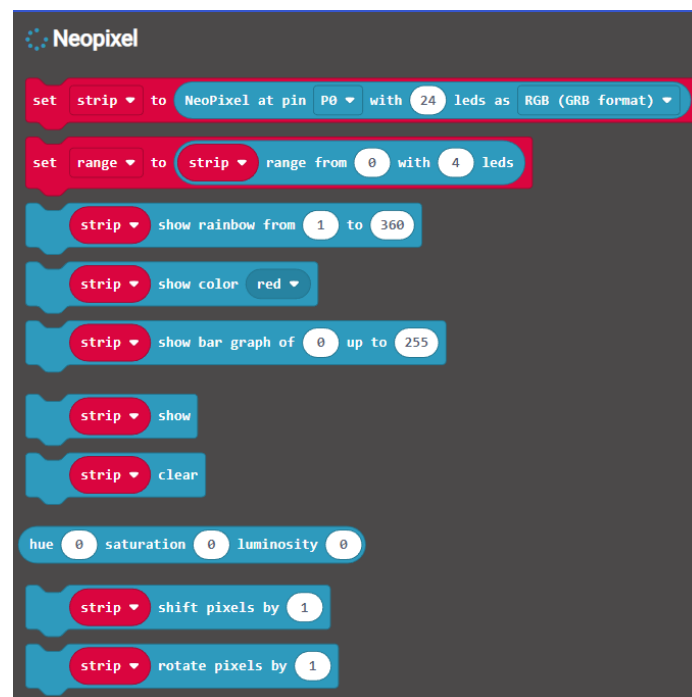 Neopixel
set strip to NeoPixel at pin P0 with 24 leds as RGB (GRB format)
set range to strip range from 0 with 4 leds
strip show rainbow from 1 to 360
strip show color red
strip show bar graph of 0 up to 255
strip show
strip clear
hue 0 saturation 0 luminosity 0
strip shift pixels by 1
strip rotate pixels by 1